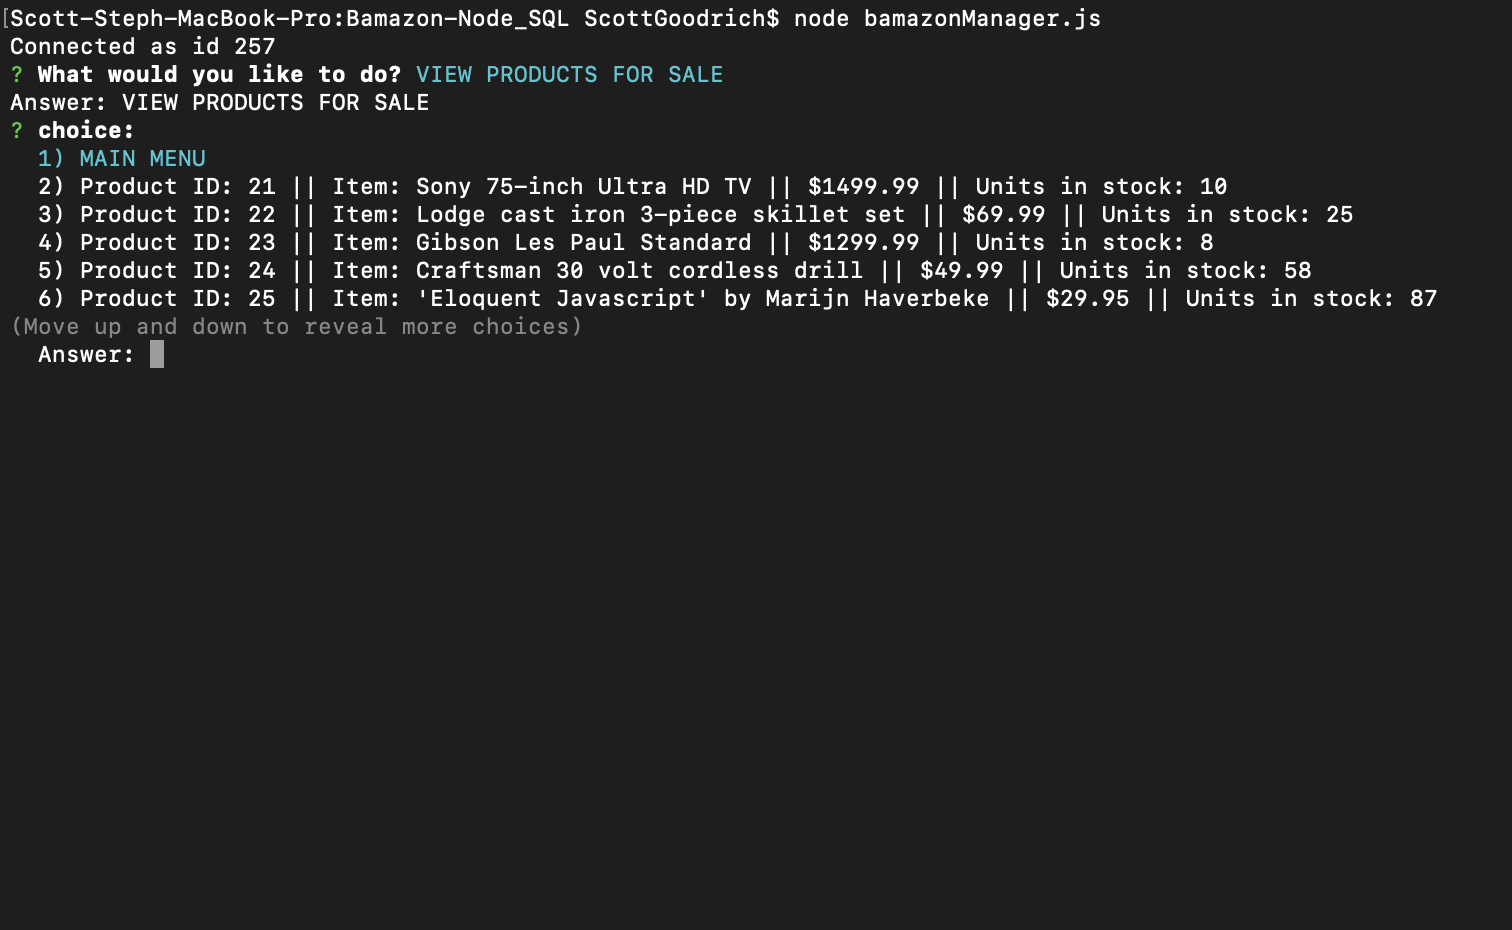 [Scott-Steph-MacBook-Pro:Bamazon-Node_SQL ScottGoodrich$ node bamazonManager.js
Connected as id 257
? What would you like to do? VIEW PRODUCTS FOR SALE
Answer: VIEW PRODUCTS FOR SALE
? choice:
1) MAIN MENU
2) Product ID: 21 || Item: Sony 75-inch Ultra HD TV || $1499.99 || Units in stock: 10
3) Product ID: 22 || Item: Lodge cast iron 3-piece skillet set || $69.99 || Units in stock: 25
4) Product ID: 23 || Item: Gibson Les Paul Standard || $1299.99 || Units in stock: 8
5) Product ID: 24 || Item: Craftsman 30 volt cordless drill || $49.99 || Units in stock: 58
6) Product ID: 25 || Item: 'Eloquent Javascript' by Marijn Haverbeke || $29.95 || Units in stock: 87
(Move up and down to reveal more choices)
Answer: